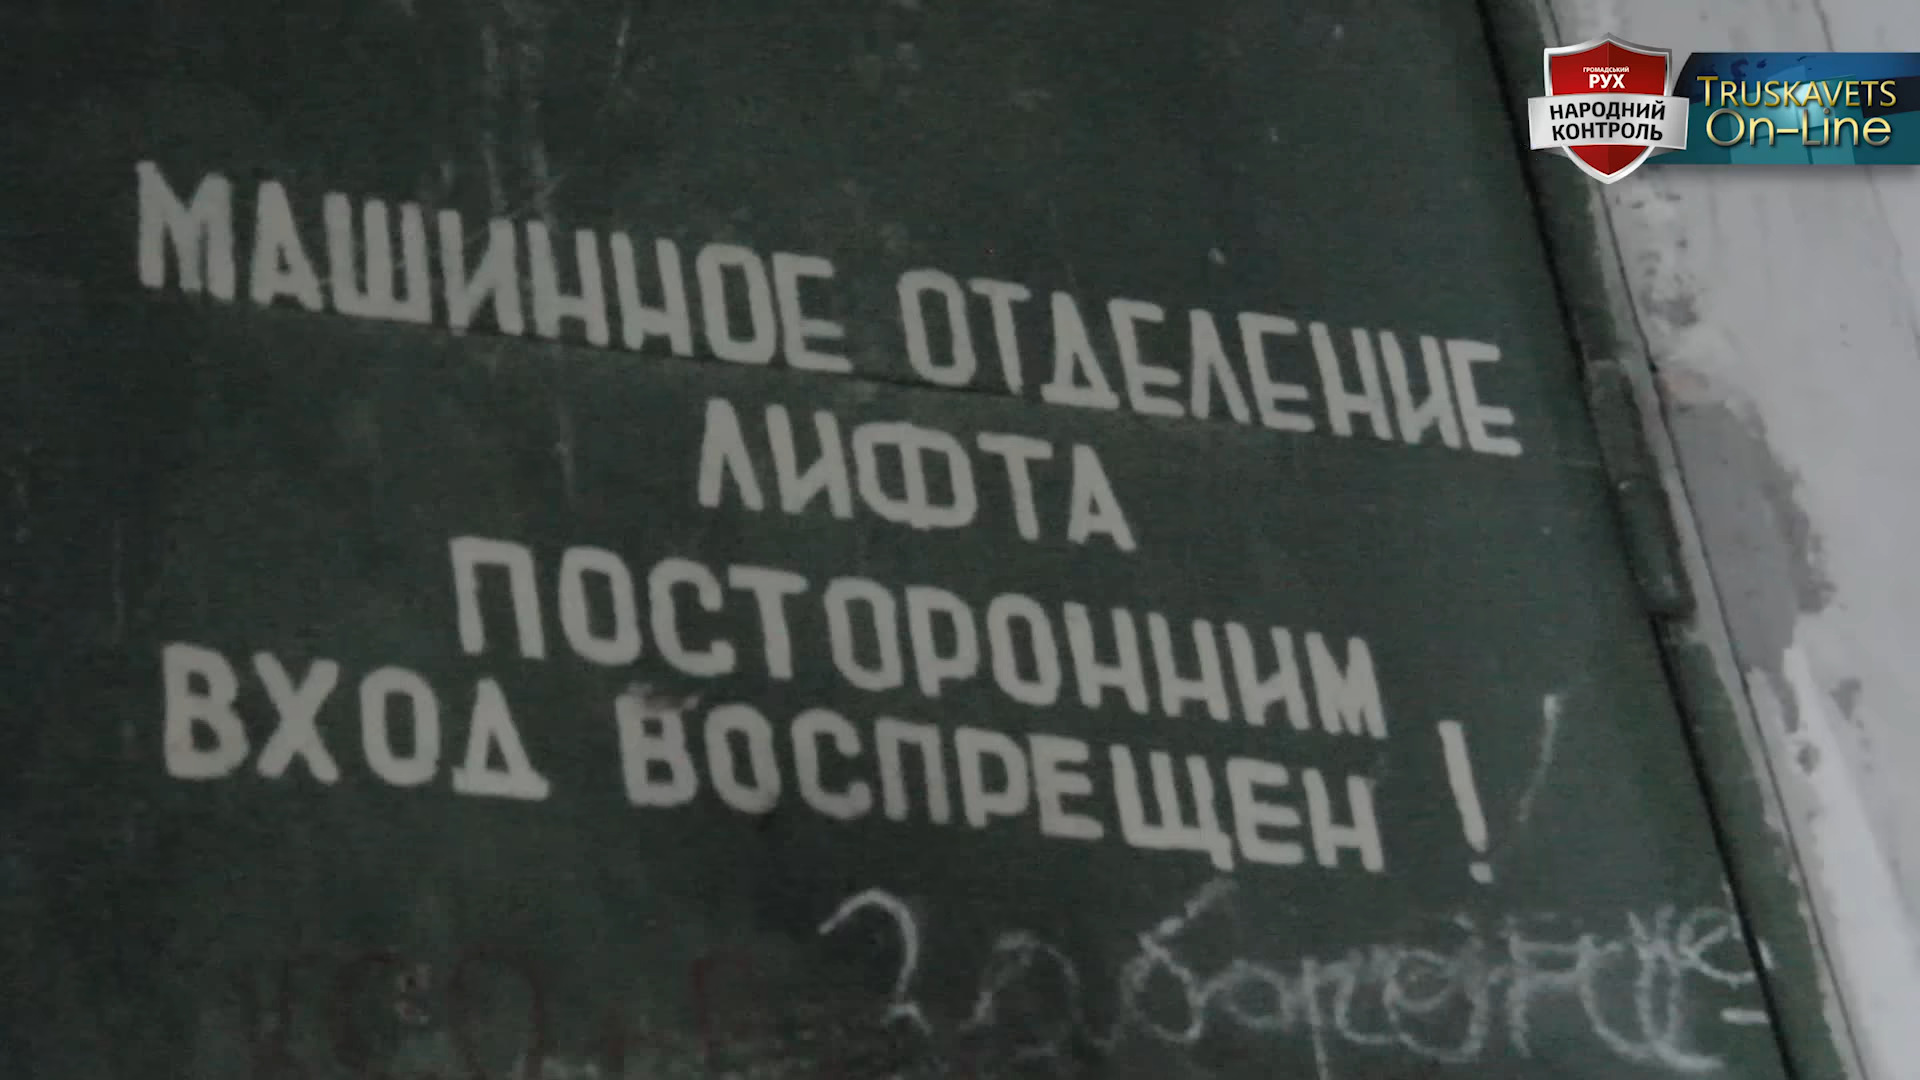 ГРОМАДСЬКИЙ
РУХ
НАРОДНИЙ
КОНТРОЛЬ
TRUSKAVETS
On-Line
МАШИННОЕ ОТДЕЛЕНИЕ
ЛИФТА
ПОСТОРОННИМ
ВХОД ВОСПРЕЩЕН !